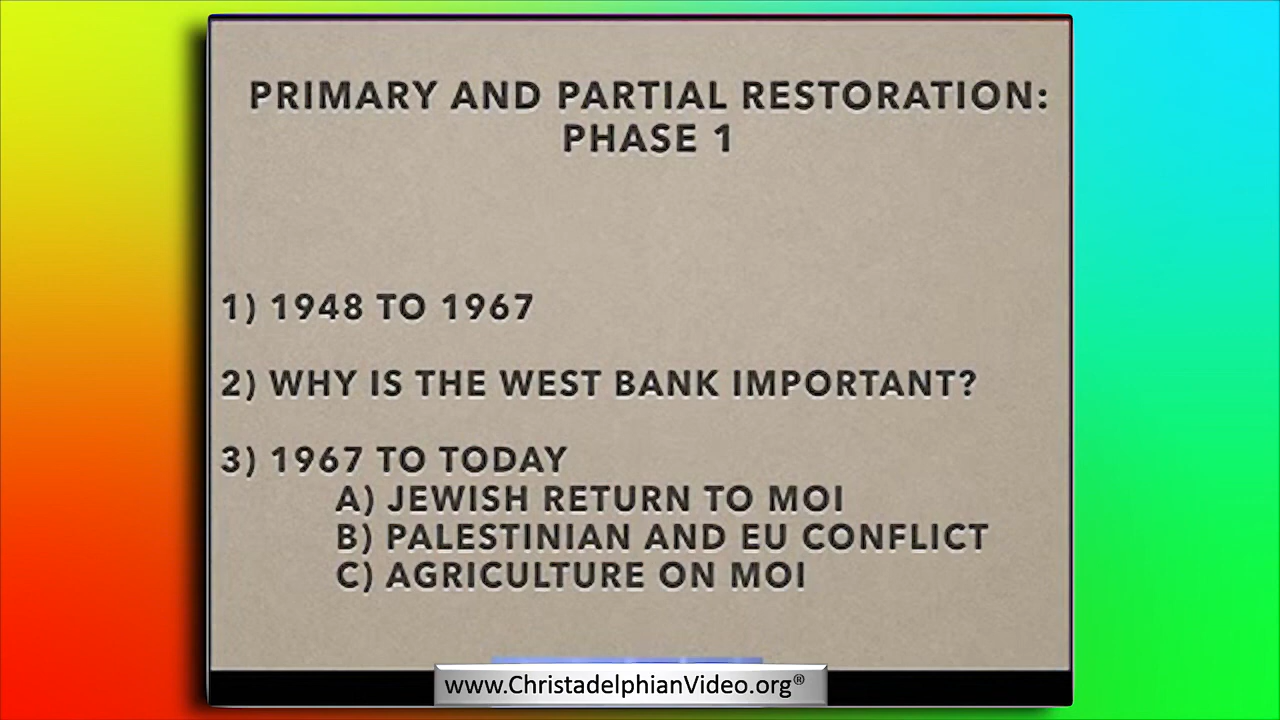 PRIMARY AND PARTIAL RESTORATION:
PHASE 1
1) 1948 TO 1967
2) WHY IS THE WEST BANK IMPORTANT?
3) 1967 TO TODAY
A) JEWISH RETURN TO MOI
B) PALESTINIAN AND EU CONFLICT
C) AGRICULTURE ON MOI
www.ChristadelphianVideo.org®